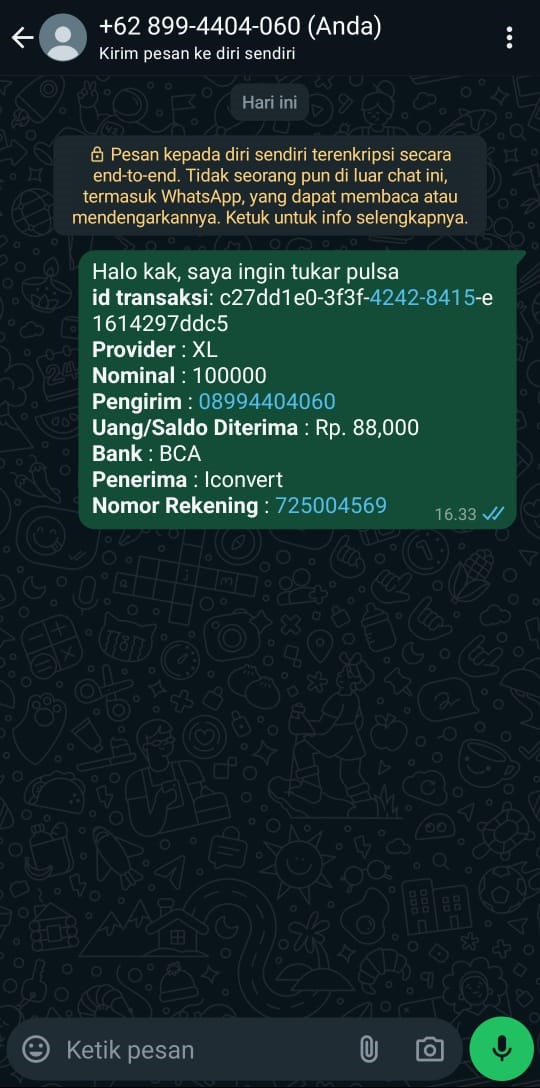 +62 899-4404-060 (Anda)
Kirim pesan ke diri sendiri
Hari ini
Pesan kepada diri sendiri terenkripsi secara
end-to-end. Tidak seorang pun di luar chat ini,
termasuk WhatsApp, yang dapat membaca atau
mendengarkannya. Ketuk untuk info selengkapnya.
Halo kak, saya ingin tukar pulsa
id transaksi: c27dd1e0-3f3f-4242-8415-e
1614297ddc5
Provider : XL
Nominal : 100000
Pengirim : 08994404060
Uang/Saldo Diterima : Rp. 88,000
Bank : BCA
Penerima : Iconvert
Nomor Rekening : 725004569
16.33
Ketik pesan